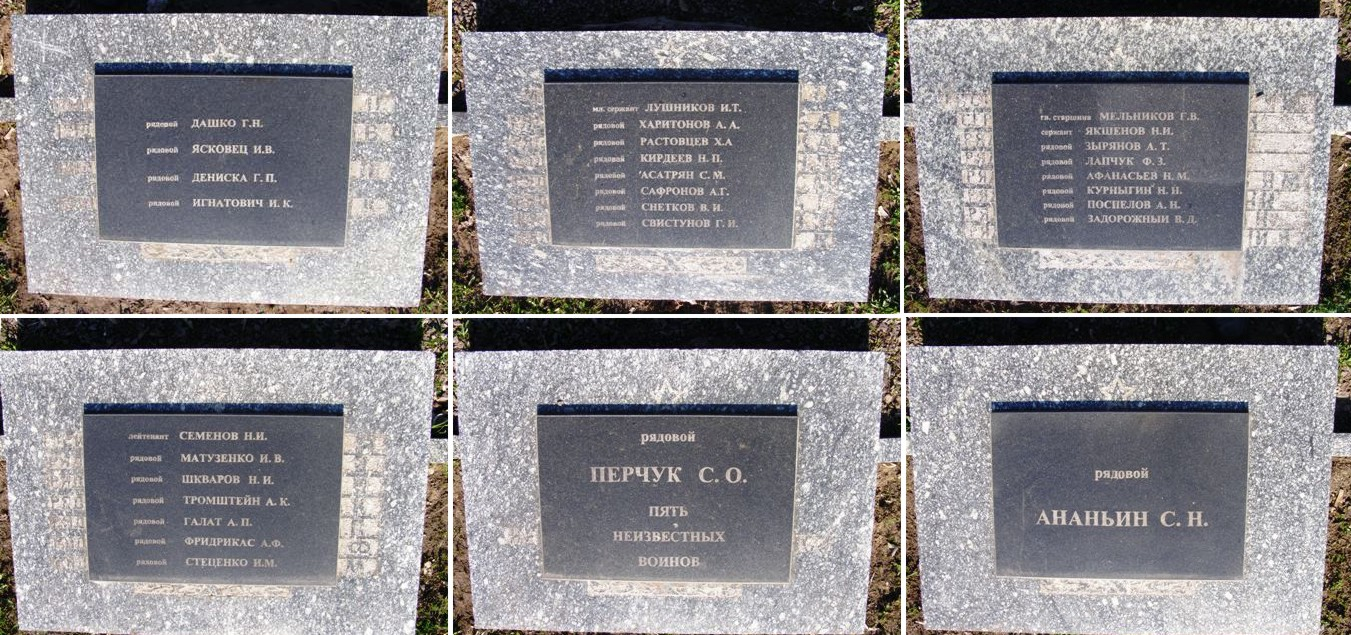 рядовой ДАШКО Г.Н.
рядовой ЯСКОВЕЦ И.В.
рядовой ДЕНИСКА Г. П.
рядовой ИГНАТОВИЧ И. К.
мл. сержант ЛУШНИКОВ И.Т.
рядовой ХАРИТОНОВ А. А.
рядовой РАСТОВЦЕВ Х.А
рядовой КИРДЕЕВ Н. П.
рядовой АСАТРЯН С. М.
рядовой САФРОНОВ А.Г.
рядовой СНЕТКОВ В. И.
рядовой СВИСТУНОВ Г. И.
гв. старшина МЕЛЬНИКОВ Г.В.
сержант ЯКШЕНОВ Н.И.
рядовой ЗЫРЯНОВ А. Т.
рядовой ЛАПЧУК Ф. З.
рядовой АФАНАСЬЕВ Н. М.
рядовой КУРНЫГИН Н. Н.
рядовой ПОСПЕЛОВ А. Н.
рядовой ЗАДОРОЖНЫЙ В. Д.
лейтенант СЕМЕНОВ Н.И.
рядовой МАТУЗЕНКО И. В.
рядовой ШКВАРОВ Н. И.
рядовой ТРОМШТЕЙН А. К.
рядовой ГАЛАТ А. П.
рядовой ФРИДРИКАС А.Ф.
рядовой СТЕЦЕНКО И.М.
рядовой
ПЕРЧУК С. О.
ПЯТЬ
НЕИЗВЕСТНЫХ
ВОИНОВ
рядовой
АНАНЬИН С. Н.